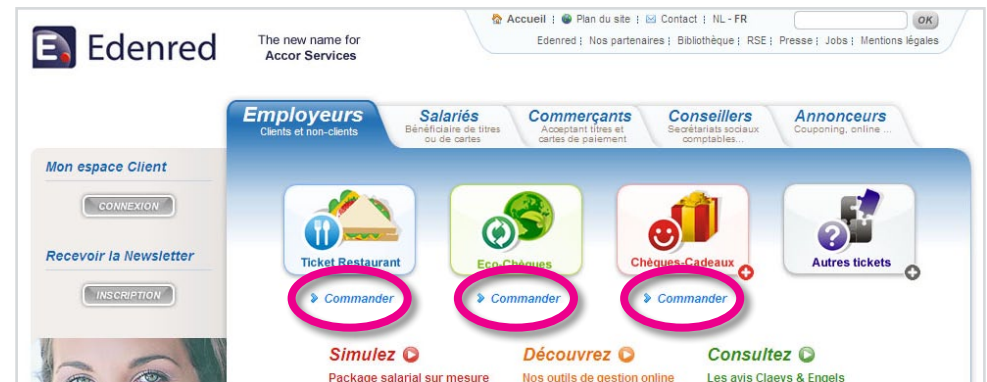 Accueil | Plan du site | Contact | NL - FR
OK
Edenred | Nos partenaires | Bibliothèque | RSE | Presse | Jobs | Mentions légales
E. Edenred
The new name for
Accor Services
Employeurs
Clients et non-clients
Salariés
Bénéficiaire de titres
ou de cartes
Commerçants
Acceptant titres et
cartes de paiement
Conseillers
Secrétariats sociaux
comptables...
Annonceurs
Couponing, online ...
Mon espace Client
CONNEXION
Recevoir la Newsletter
INSCRIPTION
Ticket Restaurant
Eco-Chèques
Chèques-Cadeaux
Autres tickets
Commander
Commander
Commander
Simulez
Package salarial sur mesure
Découvrez
Nos outils de gestion online
Consultez
Les avis Claeys & Engels